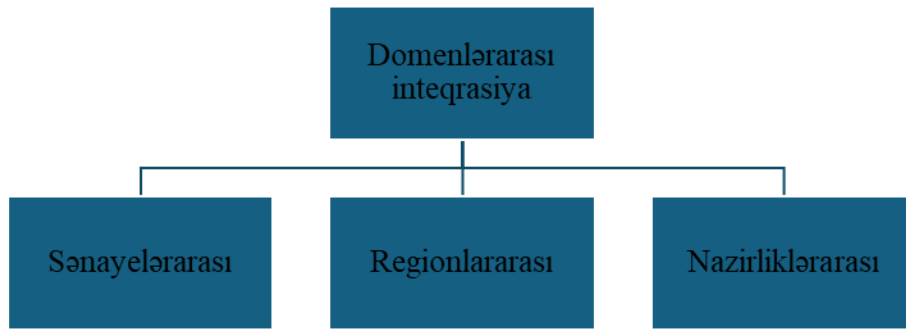 Domenlərarası
inteqrasiya
Sənayelərarası
Regionlararası
Nazirliklərarası